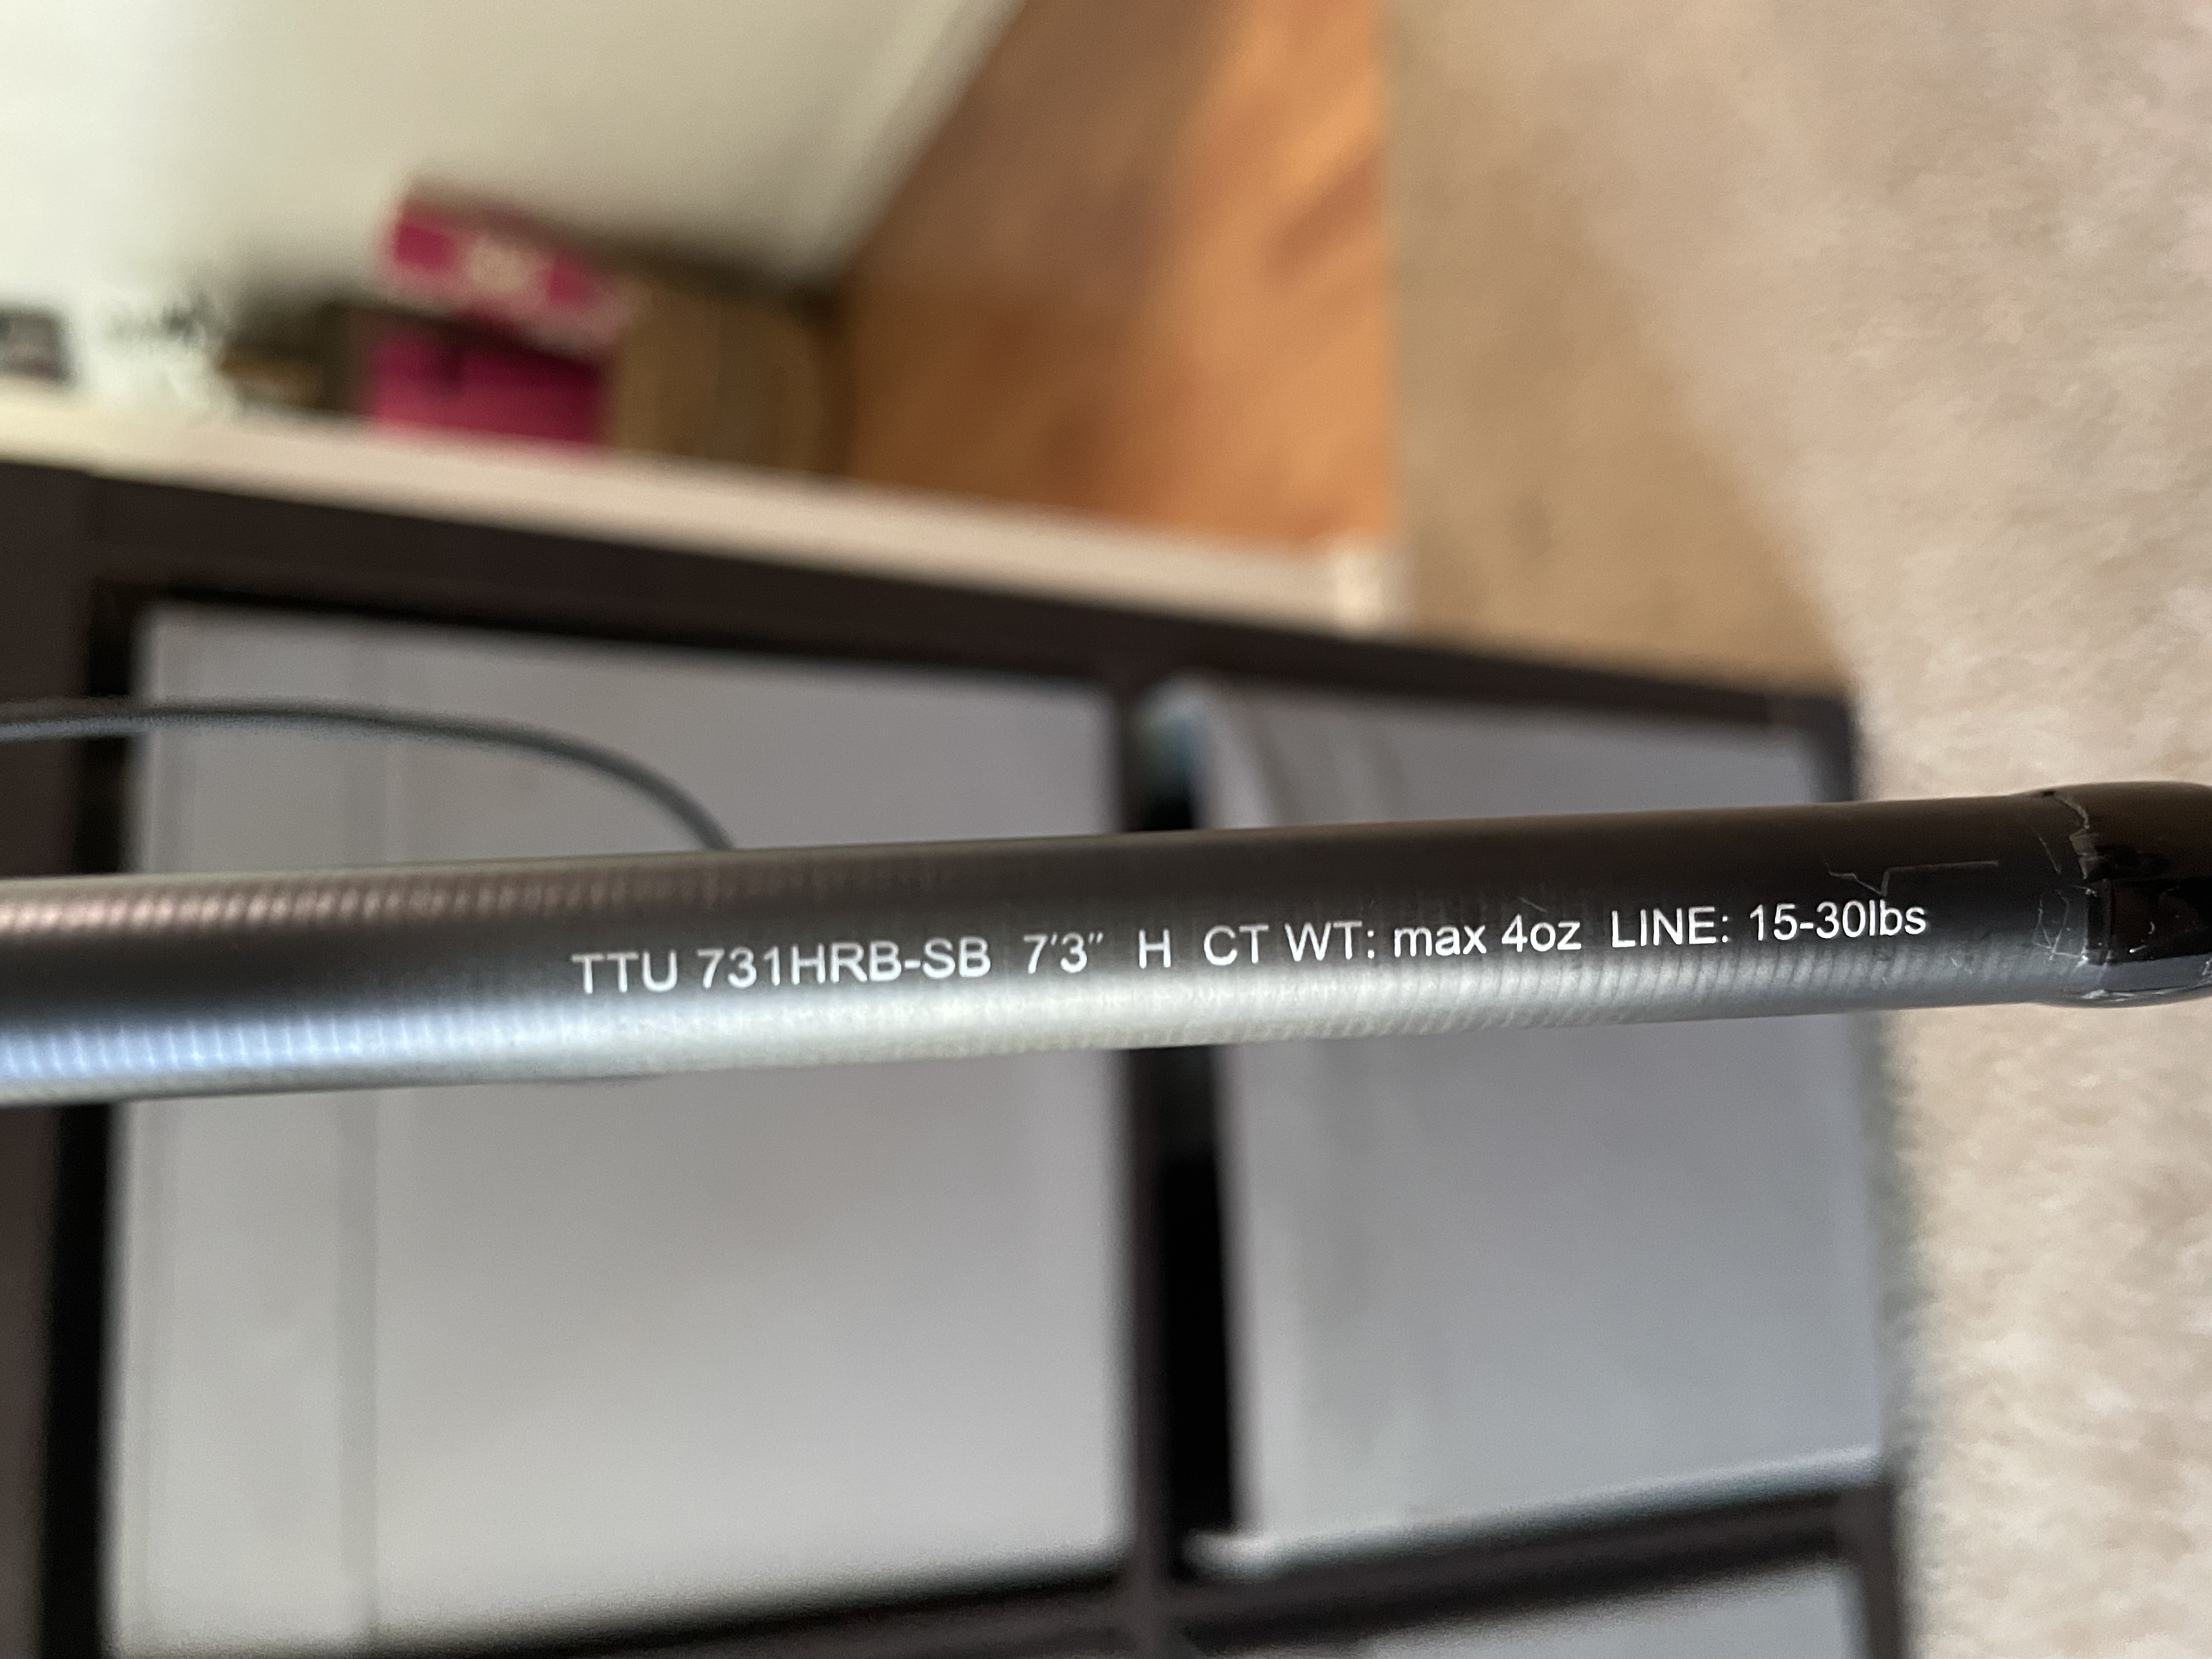 TTU 731HRB-SB 7'3" H CT WT: max 4oz LINE: 15-30lbs